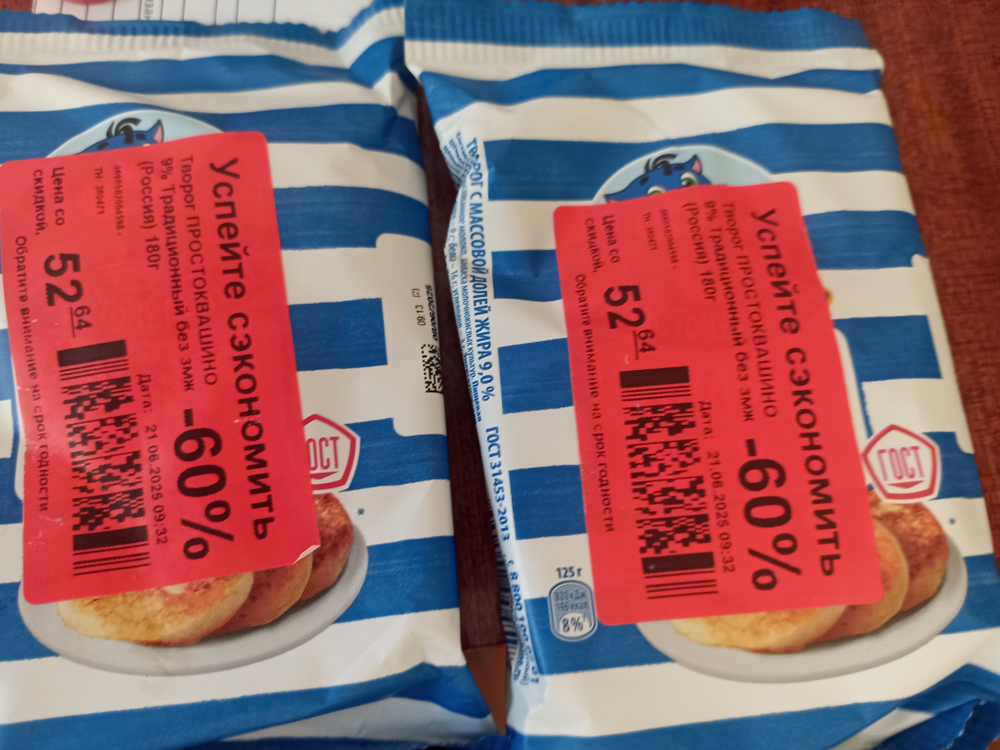 Успейте сэкономить
Творог ПРОСТОКВАШИНО
9% Традиционный без змж
(Россия) 180г
-60%
Дата: 21.06.2025 09:32
Цена со
скидкой,
52 64
Обратите внимание на срок годности
ГОСТ
ТВОРОГ С МАССОВОЙ ДОЛЕЙ ЖИРА 9,0 %
ГОСТ 31453-2013
Успейте сэкономить
Творог ПРОСТОКВАШИНО
9% Традиционный без змж
(Россия) 180г
-60%
Дата: 21.06.2025 09:32
Цена со
скидкой,
52 64
Обратите внимание на срок годности
ГОСТ
125 г
8%